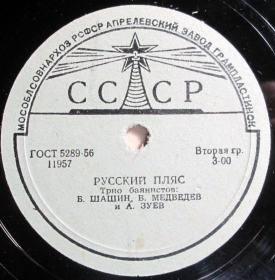 МОСОБЛСОВНАРХОЗ РСФСР АПРЕЛЕВСКИЙ ЗАВОД ГРАМПЛАСТИНОК
СССР
ГОСТ 5289-56
11957
Вторая гр.
3-00
РУССКИЙ ПЛЯС
Трио баянистов:
Б. ШАШИН, В. МЕДВЕДЕВ
и А. ЗУЕВ